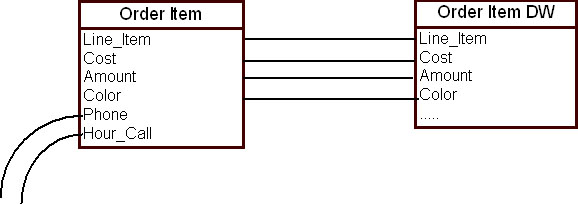 Order Item
Line_Item
Cost
Amount
Color
Phone
Hour_Call
Order Item DW
Line_Item
Cost
Amount
Color
.....